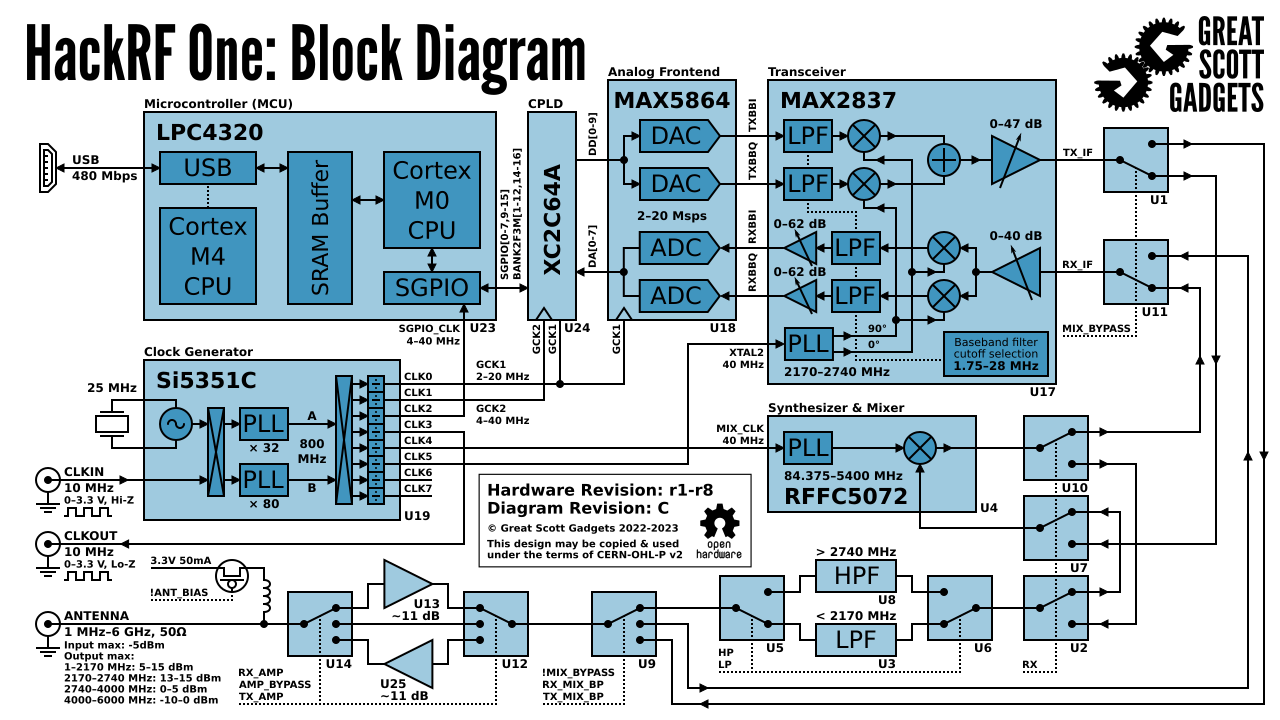 HackRF One: Block Diagram
GREAT
SCOTT
GADGETS
Microcontroller (MCU)
LPC4320
USB
480 Mbps
USB
Cortex
M4
CPU
SRAM Buffer
Cortex
M0
CPU
SGPIO
U23
SGPIO[0-7,9-15]
BANK2F3M[1-12,14-16]
SGPIO_CLK
4–40 MHz
CPLD
XC2C64A
GCK2
GCK1
U24
DD[0-9]
DA[0-7]
Analog Frontend
MAX5864
DAC
DAC
2–20 Msps
ADC
ADC
GCK1
U18
TXBBI
TXBBQ
RXBBI
RXBBQ
Transceiver
MAX2837
LPF
LPF
0–47 dB
0–62 dB
LPF
0–62 dB
LPF
0–40 dB
PLL
90°
0°
2170–2740 MHz
Baseband filter
cutoff selection
1.75–28 MHz
U17
XTAL2
40 MHz
TX_IF
U1
RX_IF
U11
MIX_BYPASS
Clock Generator
Si5351C
25 MHz
PLL
× 32
PLL
× 80
A
800
MHz
B
CLK0
CLK1
CLK2
CLK3
CLK4
CLK5
CLK6
CLK7
U19
GCK1
2–20 MHz
GCK2
4–40 MHz
CLKIN
10 MHz
0–3.3 V, Hi-Z
CLKOUT
10 MHz
0–3.3 V, Lo-Z
MIX_CLK
40 MHz
Synthesizer & Mixer
PLL
84.375–5400 MHz
RFFC5072
U4
U10
U7
Hardware Revision: r1-r8
Diagram Revision: C
© Great Scott Gadgets 2022-2023
This design may be copied & used
under the terms of CERN-OHL-P v2
open
hardware
3.3V 50mA
!ANT_BIAS
ANTENNA
1 MHz–6 GHz, 50Ω
Input max: -5dBm
Output max:
1–2170 MHz: 5–15 dBm
2170–2740 MHz: 13–15 dBm
2740–4000 MHz: 0–5 dBm
4000–6000 MHz: -10–0 dBm
U14
RX_AMP
AMP_BYPASS
TX_AMP
U13
~11 dB
U25
~11 dB
U12
U9
!MIX_BYPASS
RX_MIX_BP
TX_MIX_BP
U5
HP
LP
> 2740 MHz
HPF
U8
< 2170 MHz
LPF
U3
U6
U2
RX